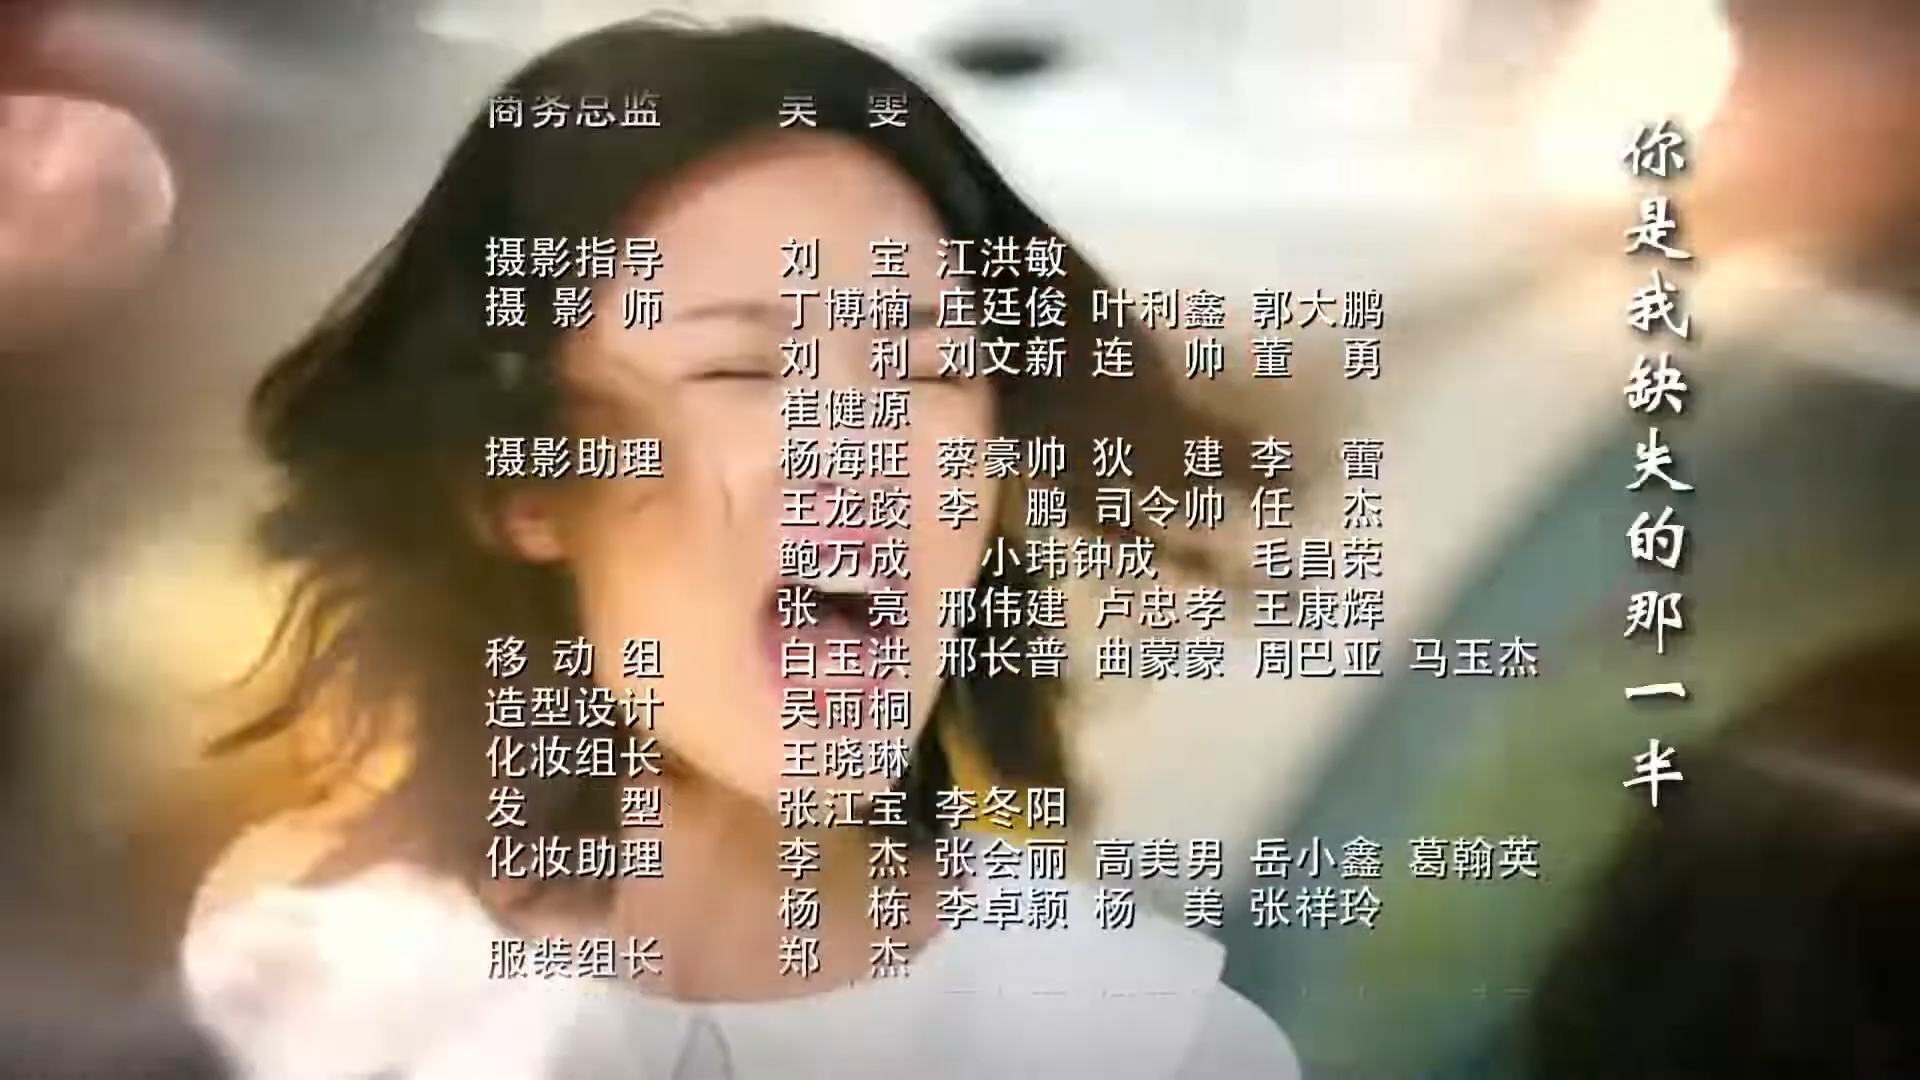 商务总监 吴 雯
摄影指导 刘 宝 江洪敏
摄 影 师 丁博楠 庄廷俊 叶利鑫 郭大鹏
刘 利 刘文新 连 帅 董 勇
崔健源
摄影助理 杨海旺 蔡豪帅 狄 建 李 蕾
王龙跤 李 鹏 司令帅 任 杰
鲍万成 小玮钟成 毛昌荣
张 亮 邢伟建 卢忠孝 王康辉
移 动 组 白玉洪 邢长普 曲蒙蒙 周巴亚 马玉杰
造型设计 吴雨桐
化妆组长 王晓琳
发 型 张江宝 李冬阳
化妆助理 李 杰 张会丽 高美男 岳小鑫 葛翰英
杨 栋 李卓颖 杨 美 张祥玲
服装组长 郑 杰
你是我缺失的那一半